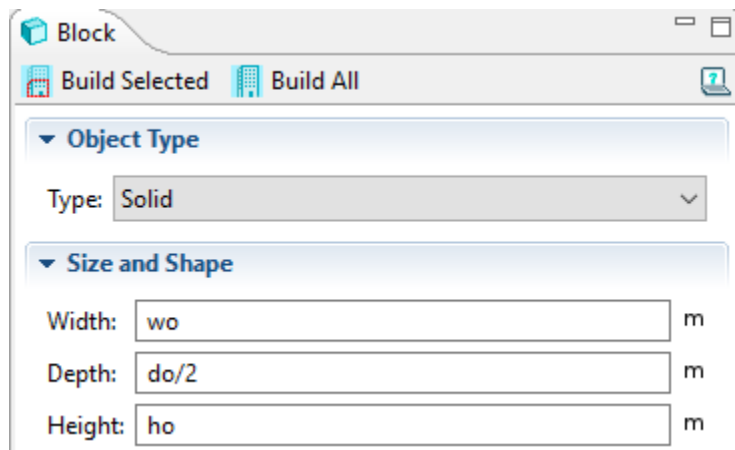 Block
Build Selected Build All
Object Type
Type: Solid
Size and Shape
Width: wo m
Depth: do/2 m
Height: ho m